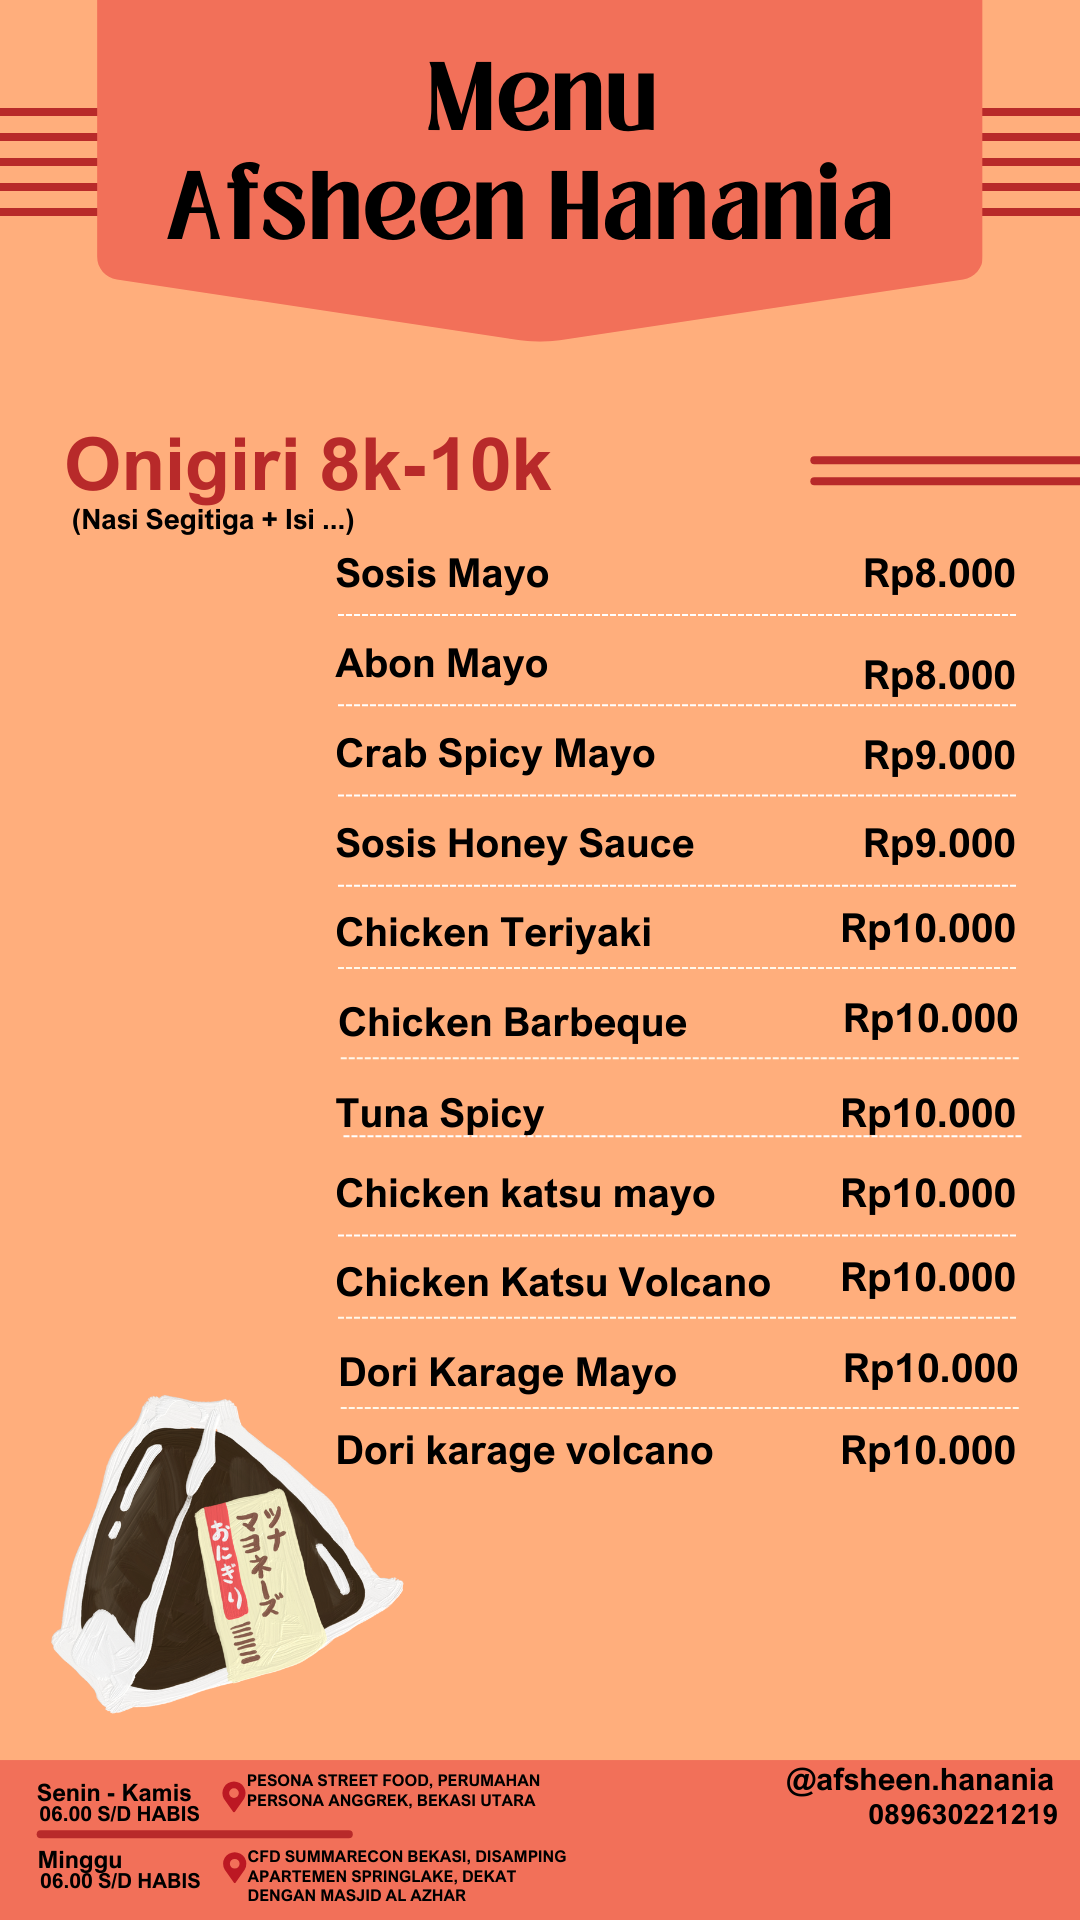 Menu
Afsheen Hanania
Onigiri 8k-10k
(Nasi Segitiga + Isi ...)
Sosis Mayo Rp8.000
Abon Mayo Rp8.000
Crab Spicy Mayo Rp9.000
Sosis Honey Sauce Rp9.000
Chicken Teriyaki Rp10.000
Chicken Barbeque Rp10.000
Tuna Spicy Rp10.000
Chicken katsu mayo Rp10.000
Chicken Katsu Volcano Rp10.000
Dori Karage Mayo Rp10.000
Dori karage volcano Rp10.000
ツナ
マヨネーズ
おにぎり
Senin - Kamis
06.00 S/D HABIS
PESONA STREET FOOD, PERUMAHAN
PERSONA ANGGREK, BEKASI UTARA
Minggu
06.00 S/D HABIS
CFD SUMMARECON BEKASI, DISAMPING
APARTEMEN SPRINGLAKE, DEKAT
DENGAN MASJID AL AZHAR
@afsheen.hanania
089630221219